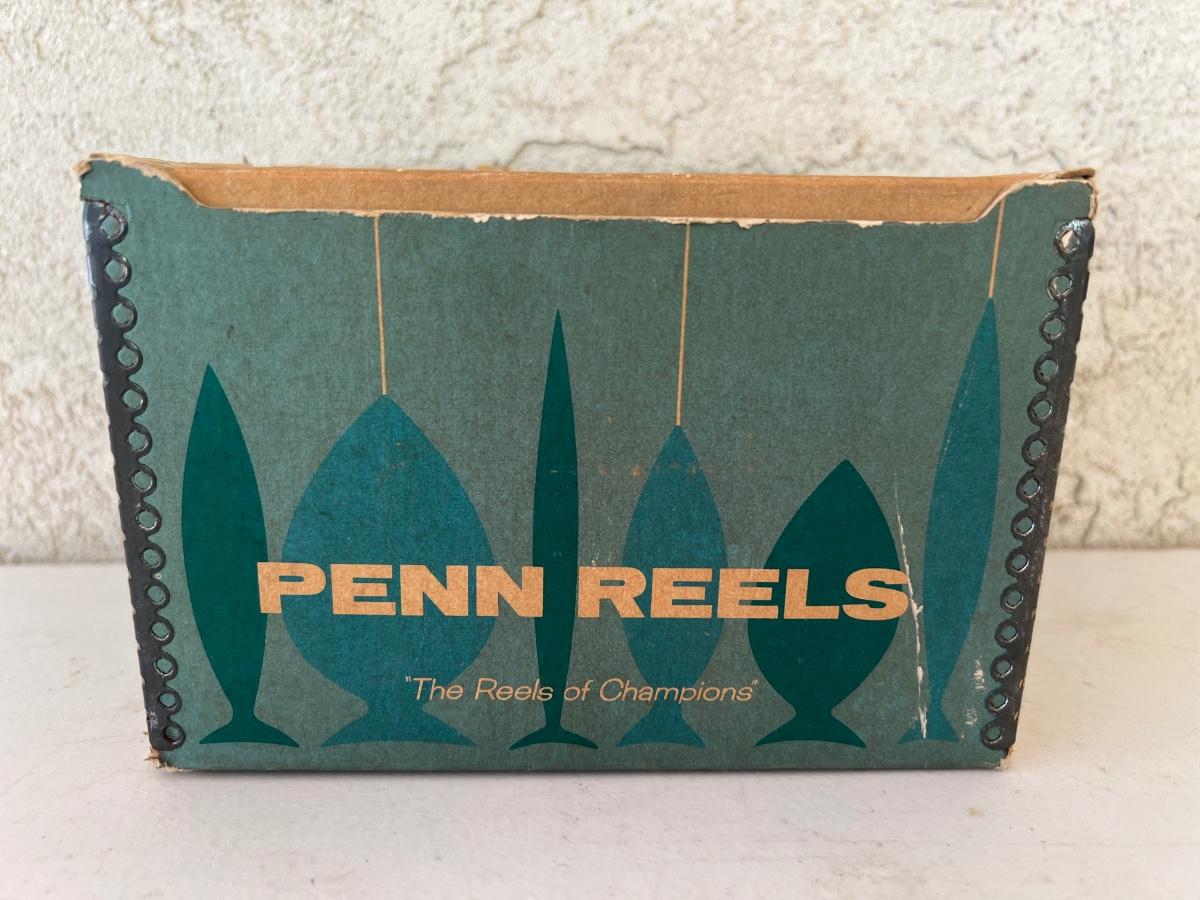 PENN REELS
"The Reels of Champions"